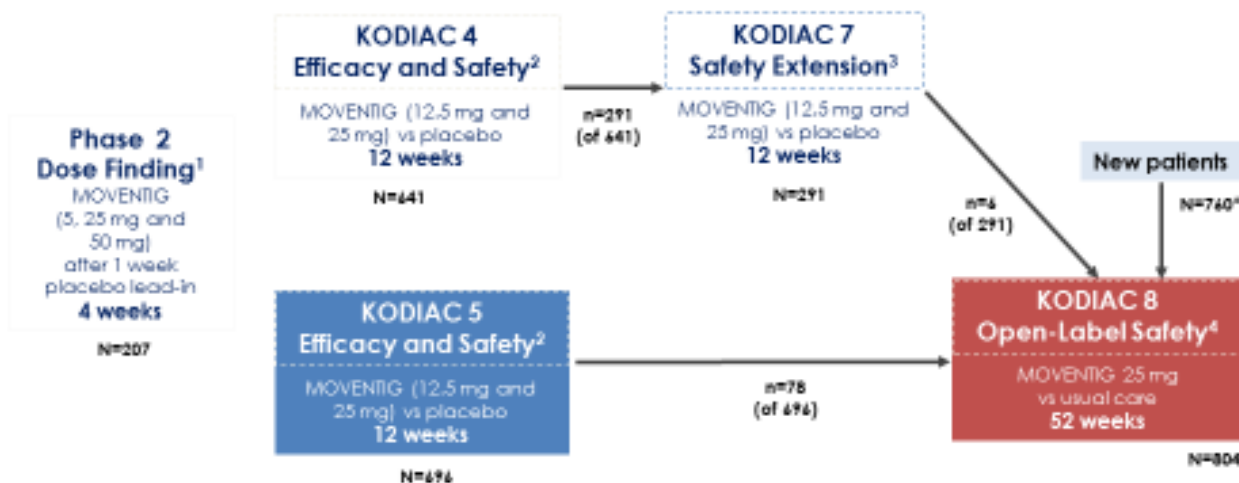 Phase 2
Dose Finding¹
MOVENTIG
(5, 25 mg and
50 mg)
after 1 week
placebo lead-in
4 weeks
N=207
KODIAC 4
Efficacy and Safety²
MOVENTIG (12.5 mg and
25 mg) vs placebo
12 weeks
N=641
n=291
(of 641)
KODIAC 7
Safety Extension³
MOVENTIG (12.5 mg and
25 mg) vs placebo
12 weeks
N=291
n=6
(of 291)
New patients
N=760*
KODIAC 5
Efficacy and Safety²
MOVENTIG (12.5 mg and
25 mg) vs placebo
12 weeks
N=696
n=78
(of 696)
KODIAC 8
Open-Label Safety⁴
MOVENTIG 25 mg
vs usual care
52 weeks
N=804